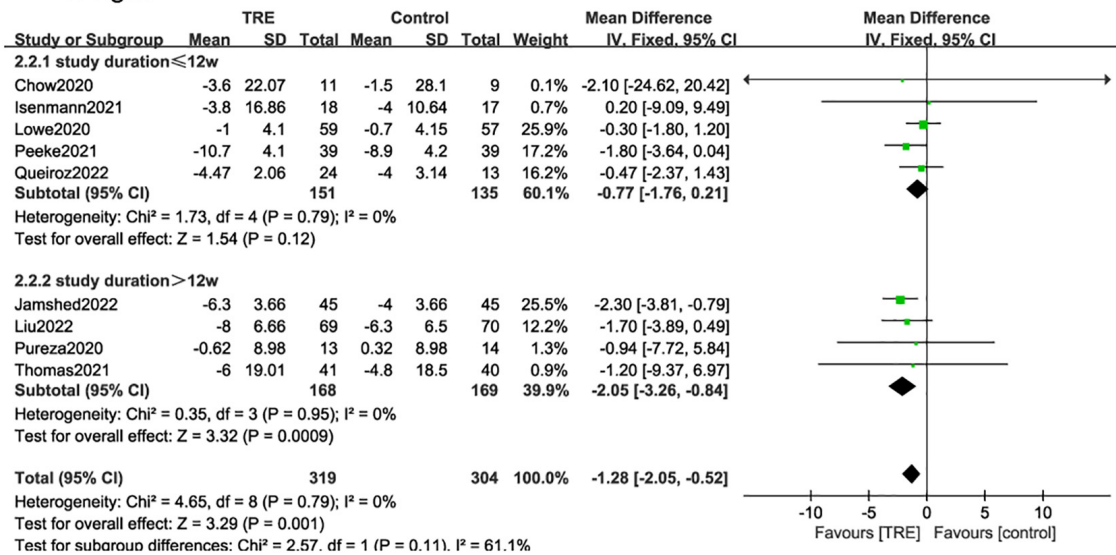 TRE Control Mean Difference Mean Difference
Study or Subgroup Mean SD Total Mean SD Total Weight IV, Fixed, 95% CI IV, Fixed, 95% CI
2.2.1 study duration≤12w
Chow2020 -3.6 22.07 11 -1.5 28.1 9 0.1% -2.10 [-24.62, 20.42]
Isenmann2021 -3.8 16.86 18 -4 10.64 17 0.7% 0.20 [-9.09, 9.49]
Lowe2020 -1 4.1 59 -0.7 4.15 57 25.9% -0.30 [-1.80, 1.20]
Peeke2021 -10.7 4.1 39 -8.9 4.2 39 17.2% -1.80 [-3.64, 0.04]
Queiroz2022 -4.47 2.06 24 -4 3.14 13 16.2% -0.47 [-2.37, 1.43]
Subtotal (95% CI) 151 135 60.1% -0.77 [-1.76, 0.21]
Heterogeneity: Chi² = 1.73, df = 4 (P = 0.79); I² = 0%
Test for overall effect: Z = 1.54 (P = 0.12)
2.2.2 study duration>12w
Jamshed2022 -6.3 3.66 45 -4 3.66 45 25.5% -2.30 [-3.81, -0.79]
Liu2022 -8 6.66 69 -6.3 6.5 70 12.2% -1.70 [-3.89, 0.49]
Pureza2020 -0.62 8.98 13 0.32 8.98 14 1.3% -0.94 [-7.72, 5.84]
Thomas2021 -6 19.01 41 -4.8 18.5 40 0.9% -1.20 [-9.37, 6.97]
Subtotal (95% CI) 168 169 39.9% -2.05 [-3.26, -0.84]
Heterogeneity: Chi² = 0.35, df = 3 (P = 0.95); I² = 0%
Test for overall effect: Z = 3.32 (P = 0.0009)
Total (95% CI) 319 304 100.0% -1.28 [-2.05, -0.52]
Heterogeneity: Chi² = 4.65, df = 8 (P = 0.79); I² = 0%
Test for overall effect: Z = 3.29 (P = 0.001)
Test for subgroup differences: Chi² = 2.57, df = 1 (P = 0.11), I² = 61.1%
-10 -5 0 5 10
Favours [TRE] Favours [control]